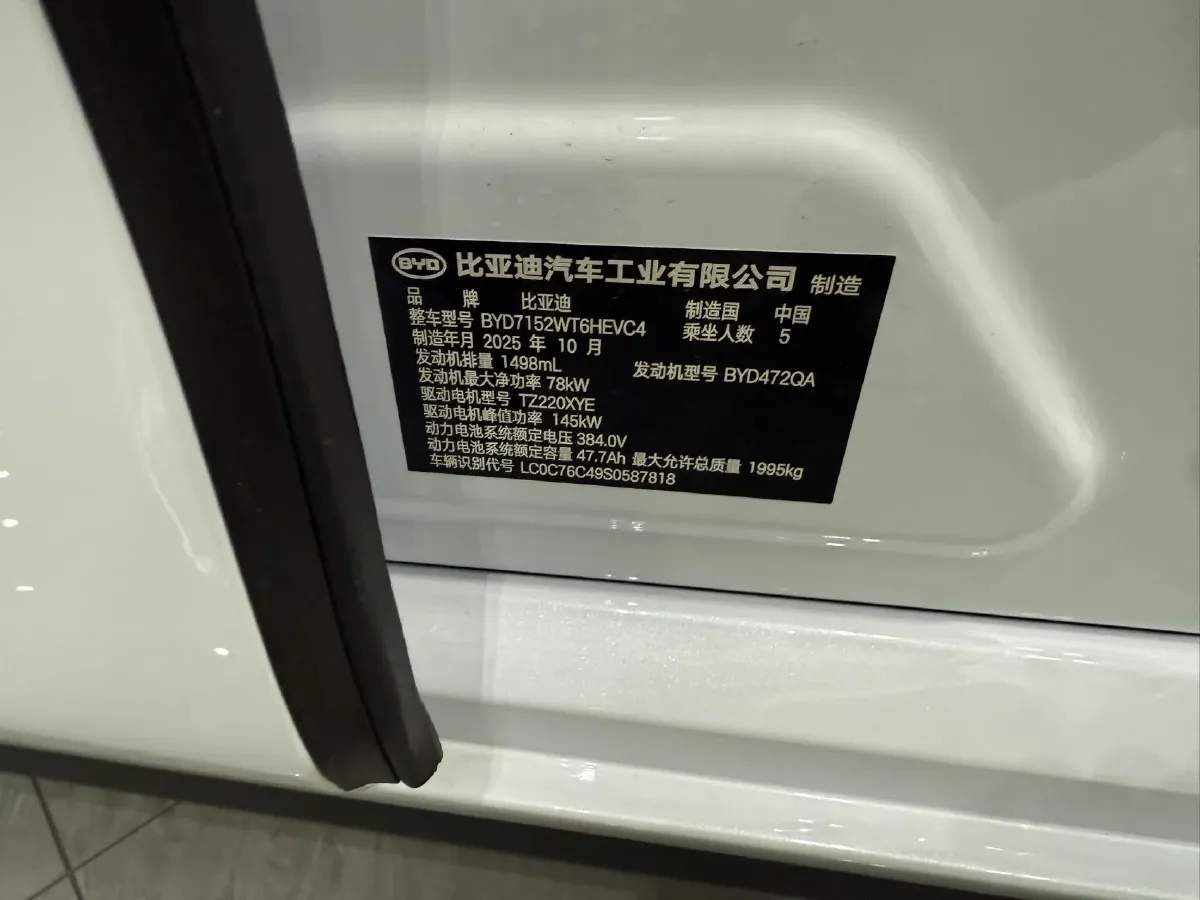 BYD 比亚迪汽车工业有限公司 制造
品 牌 比亚迪 制造国 中国
整车型号 BYD7152WT6HEVC4 乘坐人数 5
制造年月 2025 年 10 月
发动机排量 1498mL 发动机型号 BYD472QA
发动机最大净功率 78kW
驱动电机型号 TZ220XYE
驱动电机峰值功率 145kW
动力电池系统额定电压 384.0V
动力电池系统额定容量 47.7Ah 最大允许总质量 1995kg
车辆识别代号 LC0C76C49S0587818